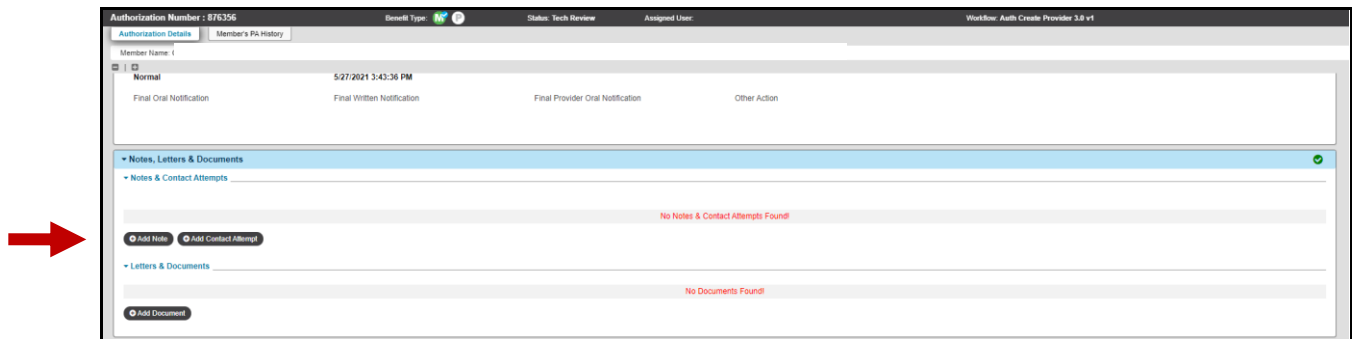 Authorization Number : 876356 Benefit Type: M P Status: Tech Review Assigned User: Workflow: Auth Create Provider 3.0 v1
Authorization Details Member's PA History
Member Name:
Normal 5/27/2021 3:43:36 PM
Final Oral Notification Final Written Notification Final Provider Oral Notification Other Action
Notes, Letters & Documents
Notes & Contact Attempts
No Notes & Contact Attempts Found!
Add Note Add Contact Attempt
Letters & Documents
No Documents Found!
Add Document